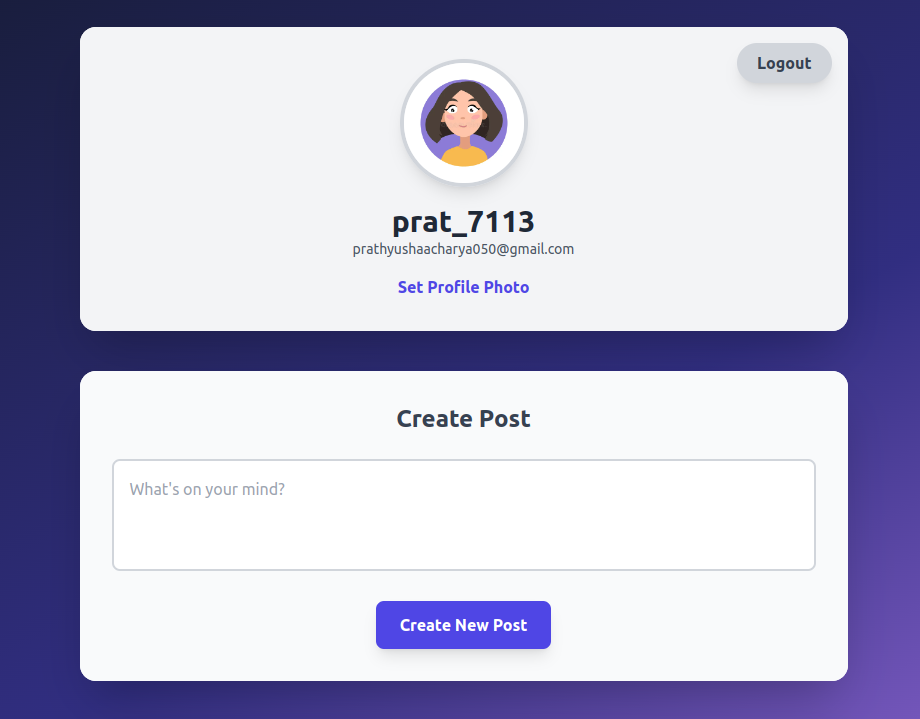 Logout
prat_7113
prathyushaacharya050@gmail.com
Set Profile Photo
Create Post
What's on your mind?
Create New Post